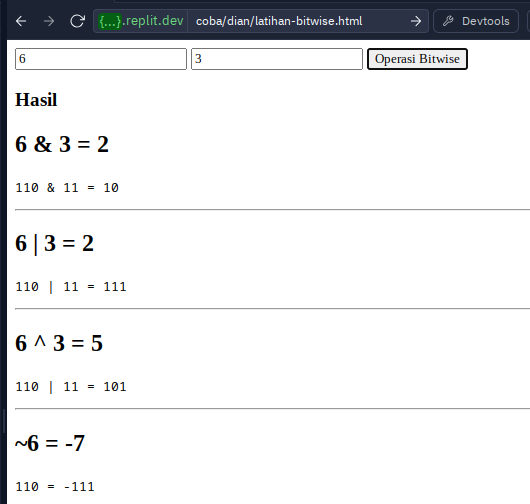 {...}.replit.dev coba/dian/latihan-bitwise.html Devtools
6 3 Operasi Bitwise
Hasil
6 & 3 = 2
110 & 11 = 10
6 | 3 = 2
110 | 11 = 111
6 ^ 3 = 5
110 | 11 = 101
~6 = -7
110 = -111